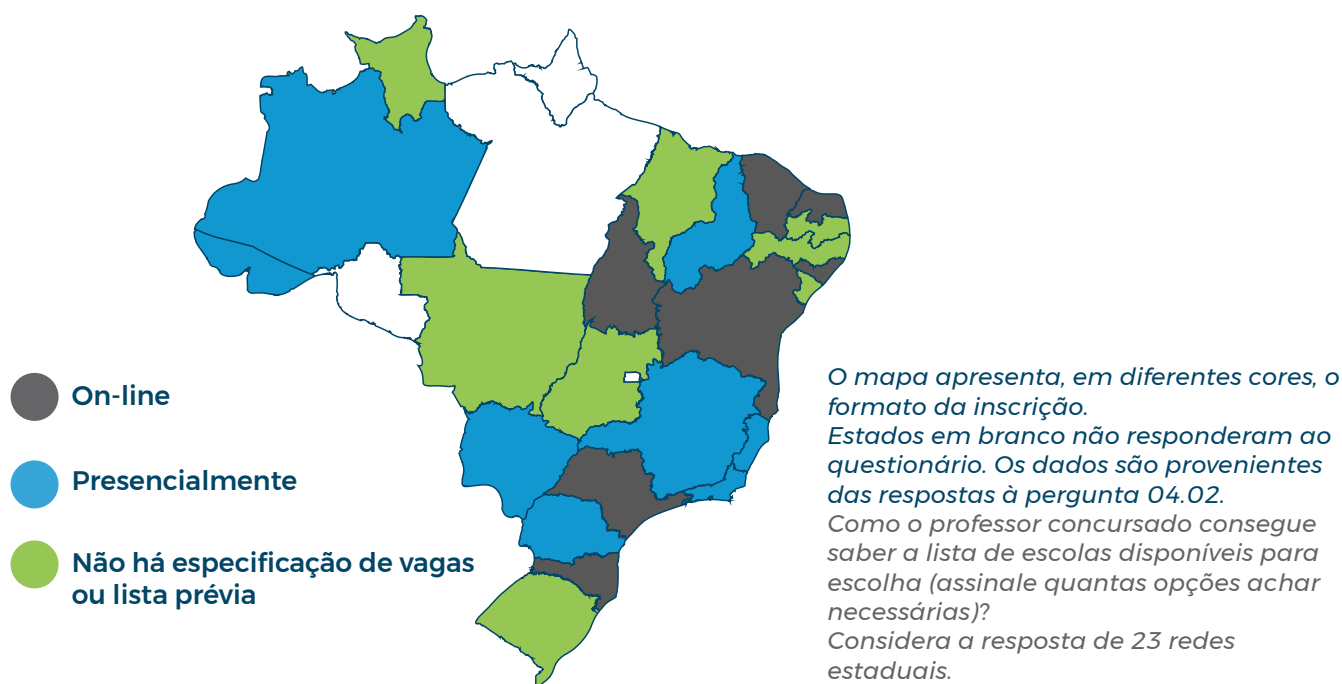 On-line
Presencialmente
Não há especificação de vagas
ou lista prévia
O mapa apresenta, em diferentes cores, o
formato da inscrição.
Estados em branco não responderam ao
questionário. Os dados são provenientes
das respostas à pergunta 04.02.
Como o professor concursado consegue
saber a lista de escolas disponíveis para
escolha (assinale quantas opções achar
necessárias)?
Considera a resposta de 23 redes
estaduais.